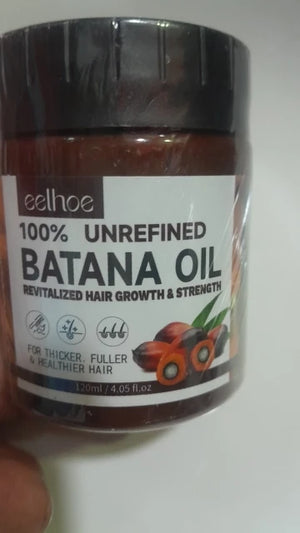 eelhoe
100% UNREFINED
BATANA OIL
REVITALIZED HAIR GROWTH & STRENGTH
FOR THICKER, FULLER
& HEALTHIER HAIR
120ml / 4.05 fl.oz